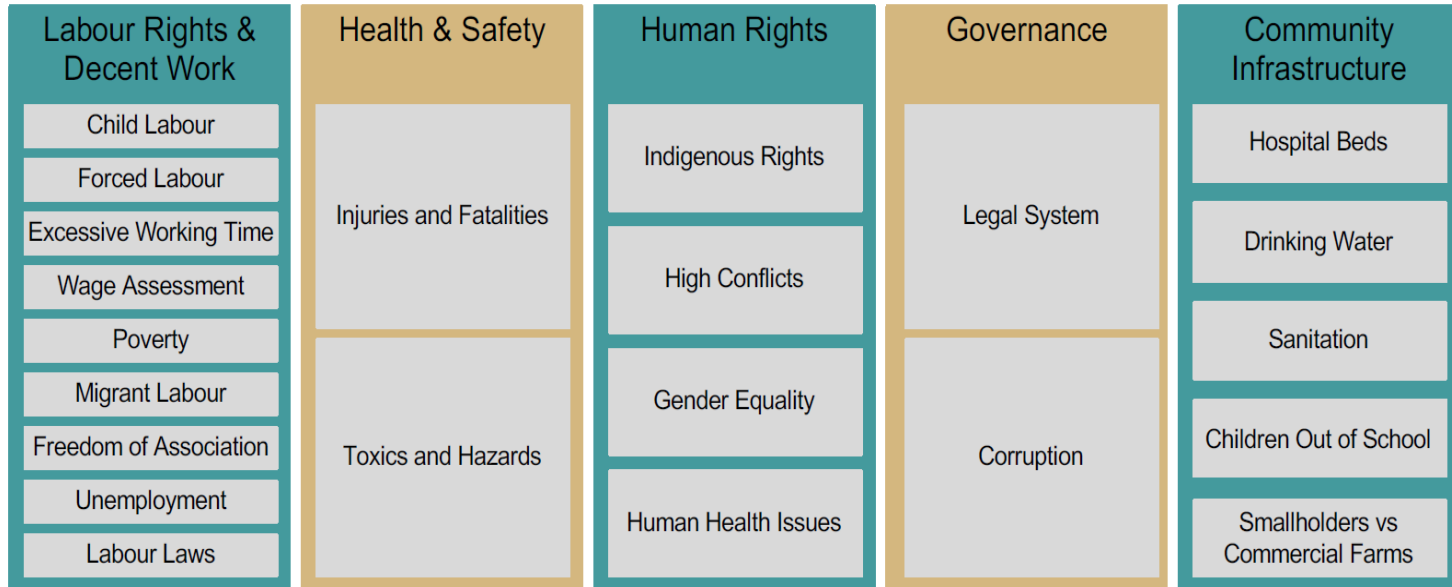 Labour Rights &
Decent Work
Child Labour
Forced Labour
Excessive Working Time
Wage Assessment
Poverty
Migrant Labour
Freedom of Association
Unemployment
Labour Laws
Health & Safety
Injuries and Fatalities
Toxics and Hazards
Human Rights
Indigenous Rights
High Conflicts
Gender Equality
Human Health Issues
Governance
Legal System
Corruption
Community
Infrastructure
Hospital Beds
Drinking Water
Sanitation
Children Out of School
Smallholders vs
Commercial Farms